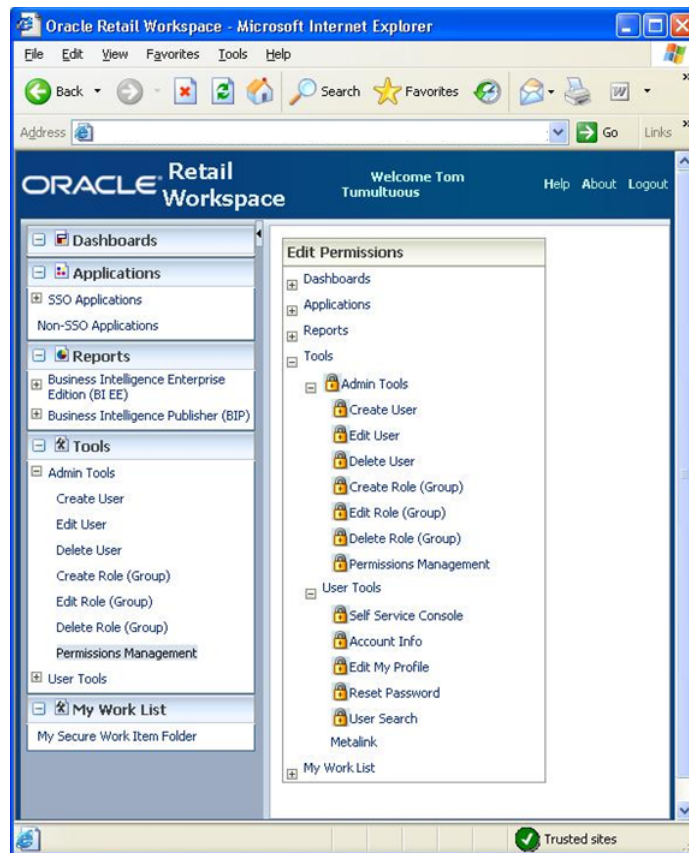 Oracle Retail Workspace - Microsoft Internet Explorer
File Edit View Favorites Tools Help
Back Search Favorites
Address Go Links
ORACLE Retail Workspace
Welcome Tom
Tumultuous
Help About Logout
Dashboards
Applications
SSO Applications
Non-SSO Applications
Reports
Business Intelligence Enterprise
Edition (BI EE)
Business Intelligence Publisher (BIP)
Tools
Admin Tools
Create User
Edit User
Delete User
Create Role (Group)
Edit Role (Group)
Delete Role (Group)
Permissions Management
User Tools
My Work List
My Secure Work Item Folder
Edit Permissions
Dashboards
Applications
Reports
Tools
Admin Tools
Create User
Edit User
Delete User
Create Role (Group)
Edit Role (Group)
Delete Role (Group)
Permissions Management
User Tools
Self Service Console
Account Info
Edit My Profile
Reset Password
User Search
Metalink
My Work List
Trusted sites